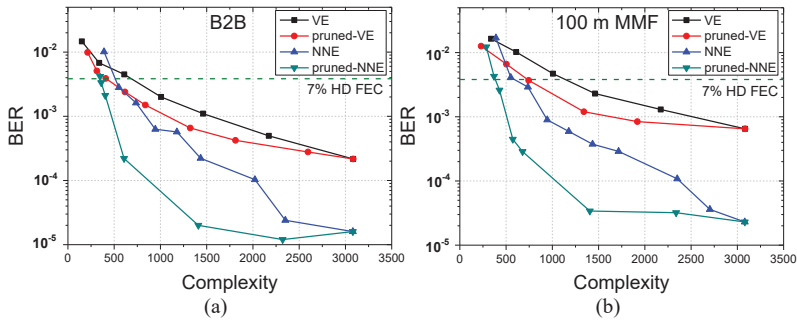 B2B
VE
pruned-VE
NNE
pruned-NNE
7% HD FEC
BER
10^-2
10^-3
10^-4
10^-5
0 500 1000 1500 2000 2500 3000 3500
Complexity
(a)
100 m MMF
VE
pruned-VE
NNE
pruned-NNE
7% HD FEC
BER
10^-2
10^-3
10^-4
10^-5
0 500 1000 1500 2000 2500 3000 3500
Complexity
(b)